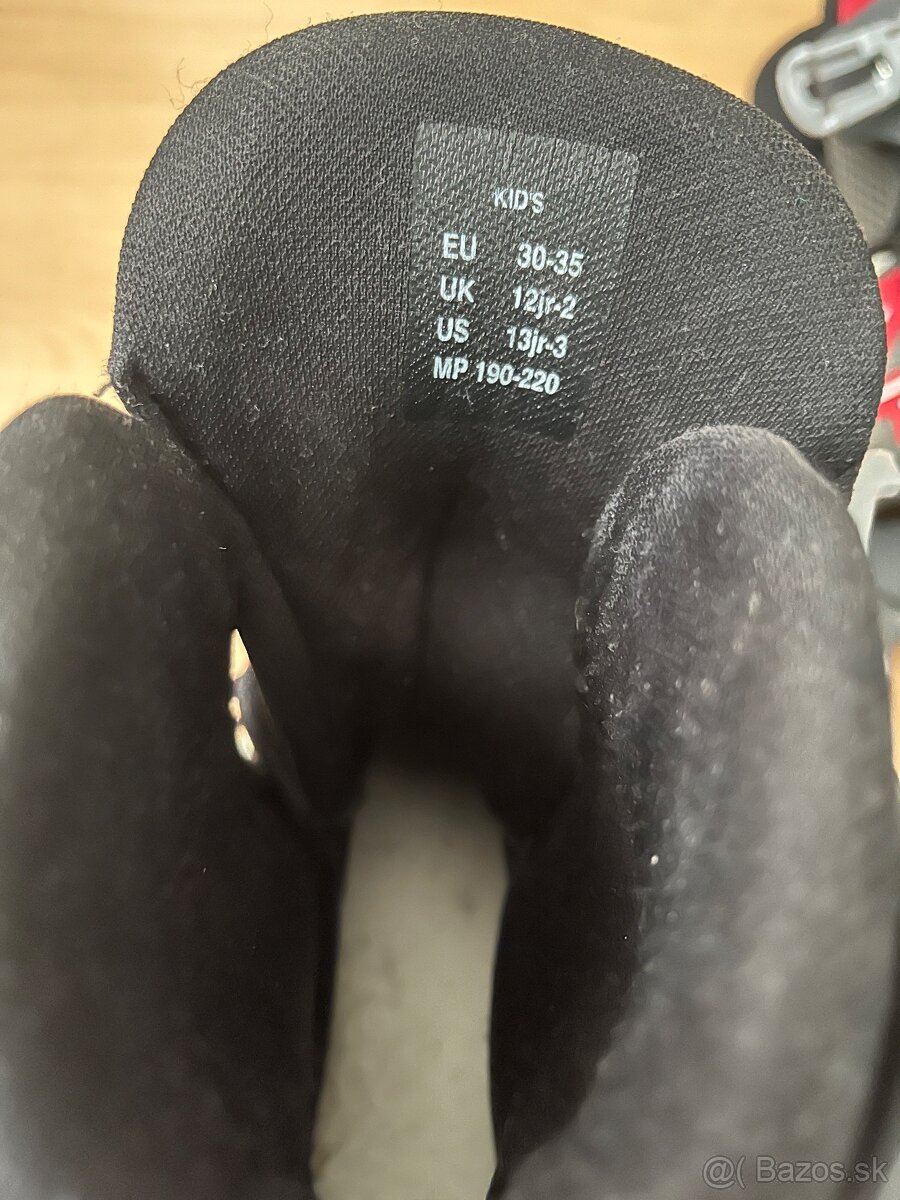 KID'S
EU 30-35
UK 12jr-2
US 13jr-3
MP 190-220
@( Bazos.sk